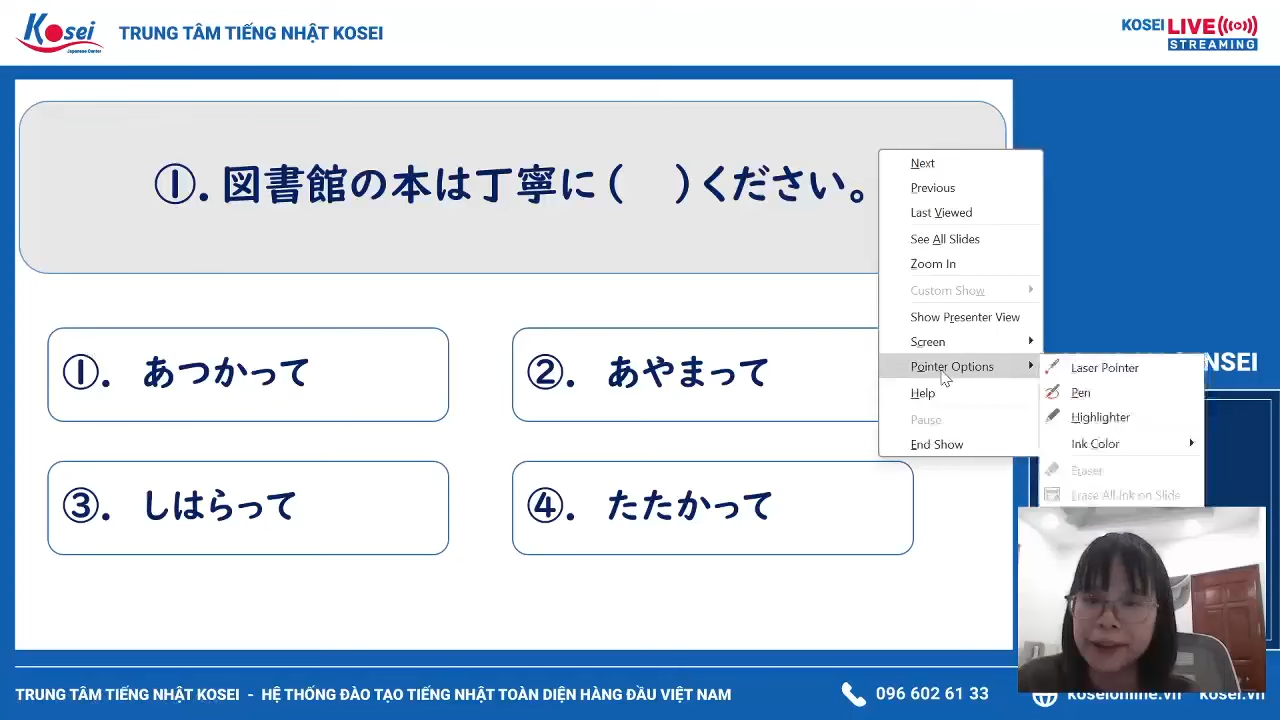 Kosei
Japanese Center
TRUNG TÂM TIẾNG NHẬT KOSEI
KOSEI LIVE
STREAMING
①. 図書館の本は丁寧に (　) ください。
①. あつかって
②. あやまって
③. しはらって
④. たたかって
Next
Previous
Last Viewed
See All Slides
Zoom In
Custom Show
Show Presenter View
Screen
Pointer Options
Help
Pause
End Show
Laser Pointer
Pen
Highlighter
Ink Color
Eraser
Erase All Ink on Slide
NSEI
TRUNG TÂM TIẾNG NHẬT KOSEI - HỆ THỐNG ĐÀO TẠO TIẾNG NHẬT TOÀN DIỆN HÀNG ĐẦU VIỆT NAM
096 602 61 33
koseionline.vn
kosei.vn